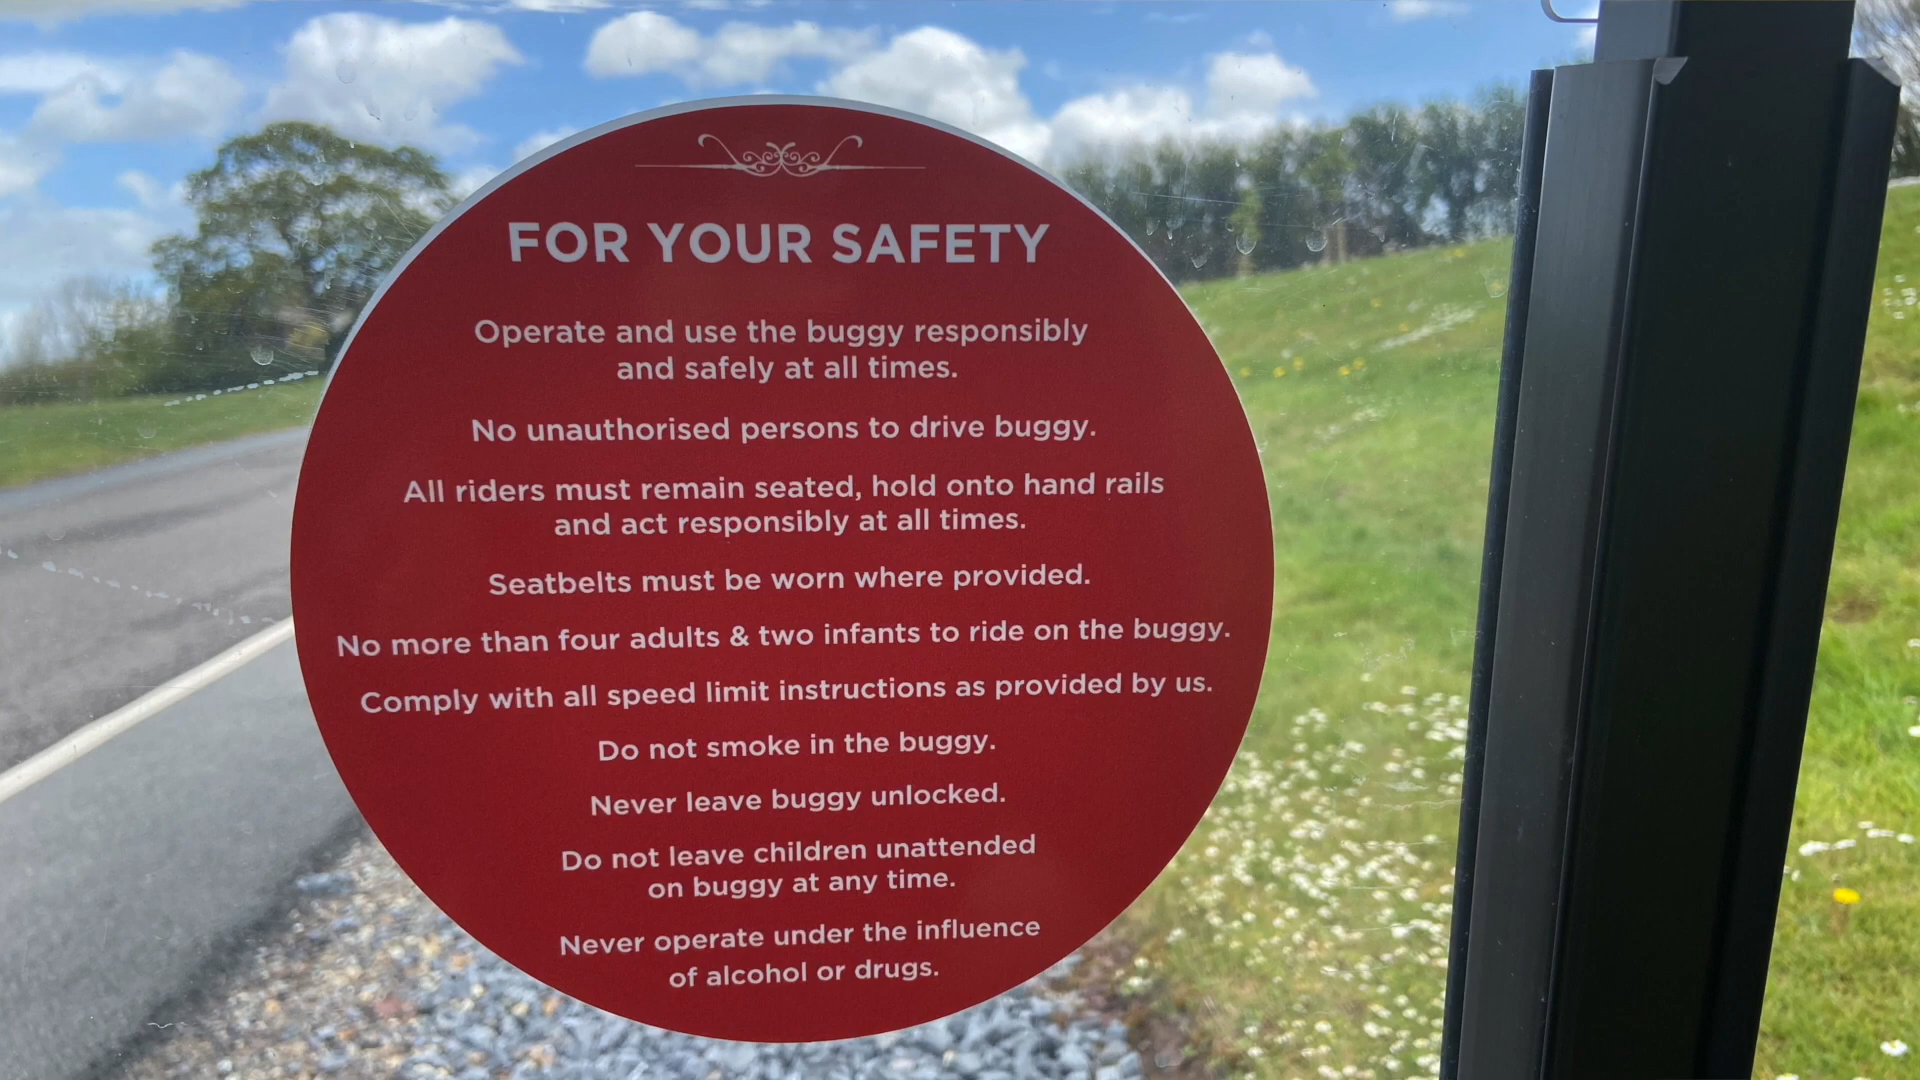 FOR YOUR SAFETY
Operate and use the buggy responsibly
and safely at all times.
No unauthorised persons to drive buggy.
All riders must remain seated, hold onto hand rails
and act responsibly at all times.
Seatbelts must be worn where provided.
No more than four adults & two infants to ride on the buggy.
Comply with all speed limit instructions as provided by us.
Do not smoke in the buggy.
Never leave buggy unlocked.
Do not leave children unattended
on buggy at any time.
Never operate under the influence
of alcohol or drugs.